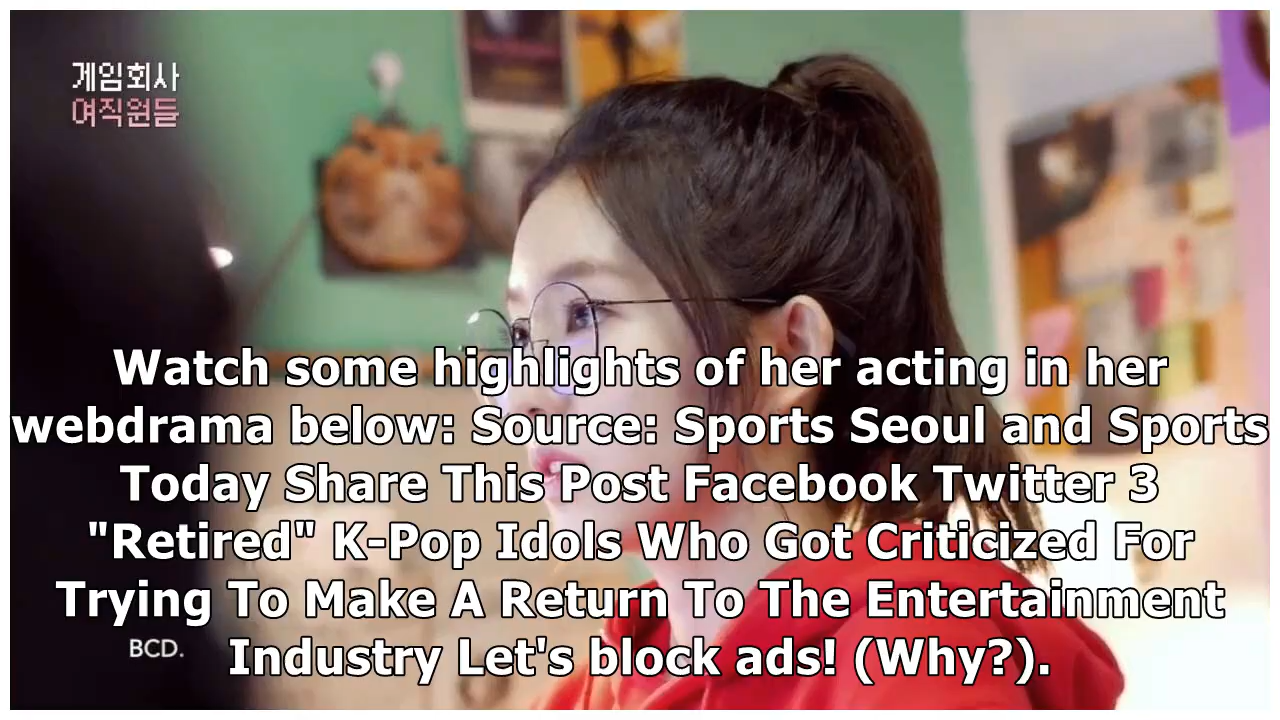 게임회사
여직원들
Watch some highlights of her acting in her
webdrama below: Source: Sports Seoul and Sports
Today Share This Post Facebook Twitter 3
"Retired" K-Pop Idols Who Got Criticized For
Trying To Make A Return To The Entertainment
Industry Let's block ads! (Why?).
BCD.